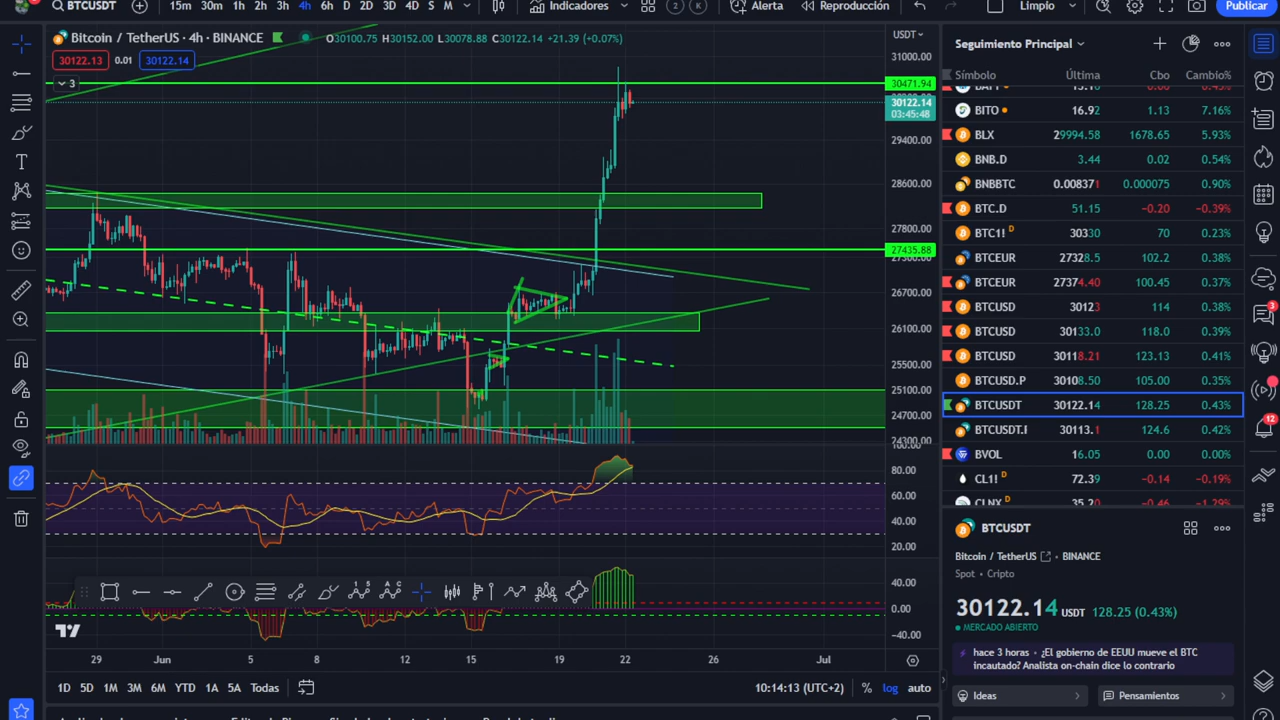 BTCUSDT 15m 30m 1h 2h 3h 4h 6h D 2D 3D 4D S M Indicadores 2 K Alerta Reproducción Limpio Publicar
Bitcoin / TetherUS · 4h · BINANCE O30100.75 H30152.00 L30078.88 C30122.14 +21.39 (+0.07%)
30122.13 0.01 30122.14
3
USDT
31000.00
30471.94
30122.14
03:45:48
29400.00
28600.00
27800.00
27435.88
27300.00
26700.00
26100.00
25500.00
25100.00
24700.00
24300.00
80.00
60.00
40.00
20.00
40.00
0.00
−40.00
29 Jun 5 8 12 15 19 22 26 Jul
1D 5D 1M 3M 6M YTD 1A 5A Todas 10:14:13 (UTC+2) % log auto
Seguimiento Principal
Símbolo Última Cbo Cambio%
BITO 16.92 1.13 7.16%
BLX 29994.58 1678.65 5.93%
BNB.D 3.44 0.02 0.54%
BNBBTC 0.008371 0.000075 0.90%
BTC.D 51.15 −0.20 −0.39%
BTC1! D 30330 70 0.23%
BTCEUR 27328.5 102.2 0.38%
BTCEUR 27374.40 100.45 0.37%
BTCUSD 30123 114 0.38%
BTCUSD 30133.0 118.0 0.39%
BTCUSD 30118.21 123.13 0.41%
BTCUSD.P 30108.50 105.00 0.35%
BTCUSDT 30122.14 128.25 0.43%
BTCUSDT.I 30113.1 124.6 0.42%
BVOL 16.05 0.00 0.00%
CL1! D 72.39 −0.14 −0.19%
BTCUSDT
Bitcoin / TetherUS · BINANCE
Spot · Cripto
30122.14 USDT 128.25 (0.43%)
MERCADO ABIERTO
hace 3 horas · ¿El gobierno de EEUU mueve el BTC
incautado? Analista on-chain dice lo contrario
Ideas Pensamientos
3
12